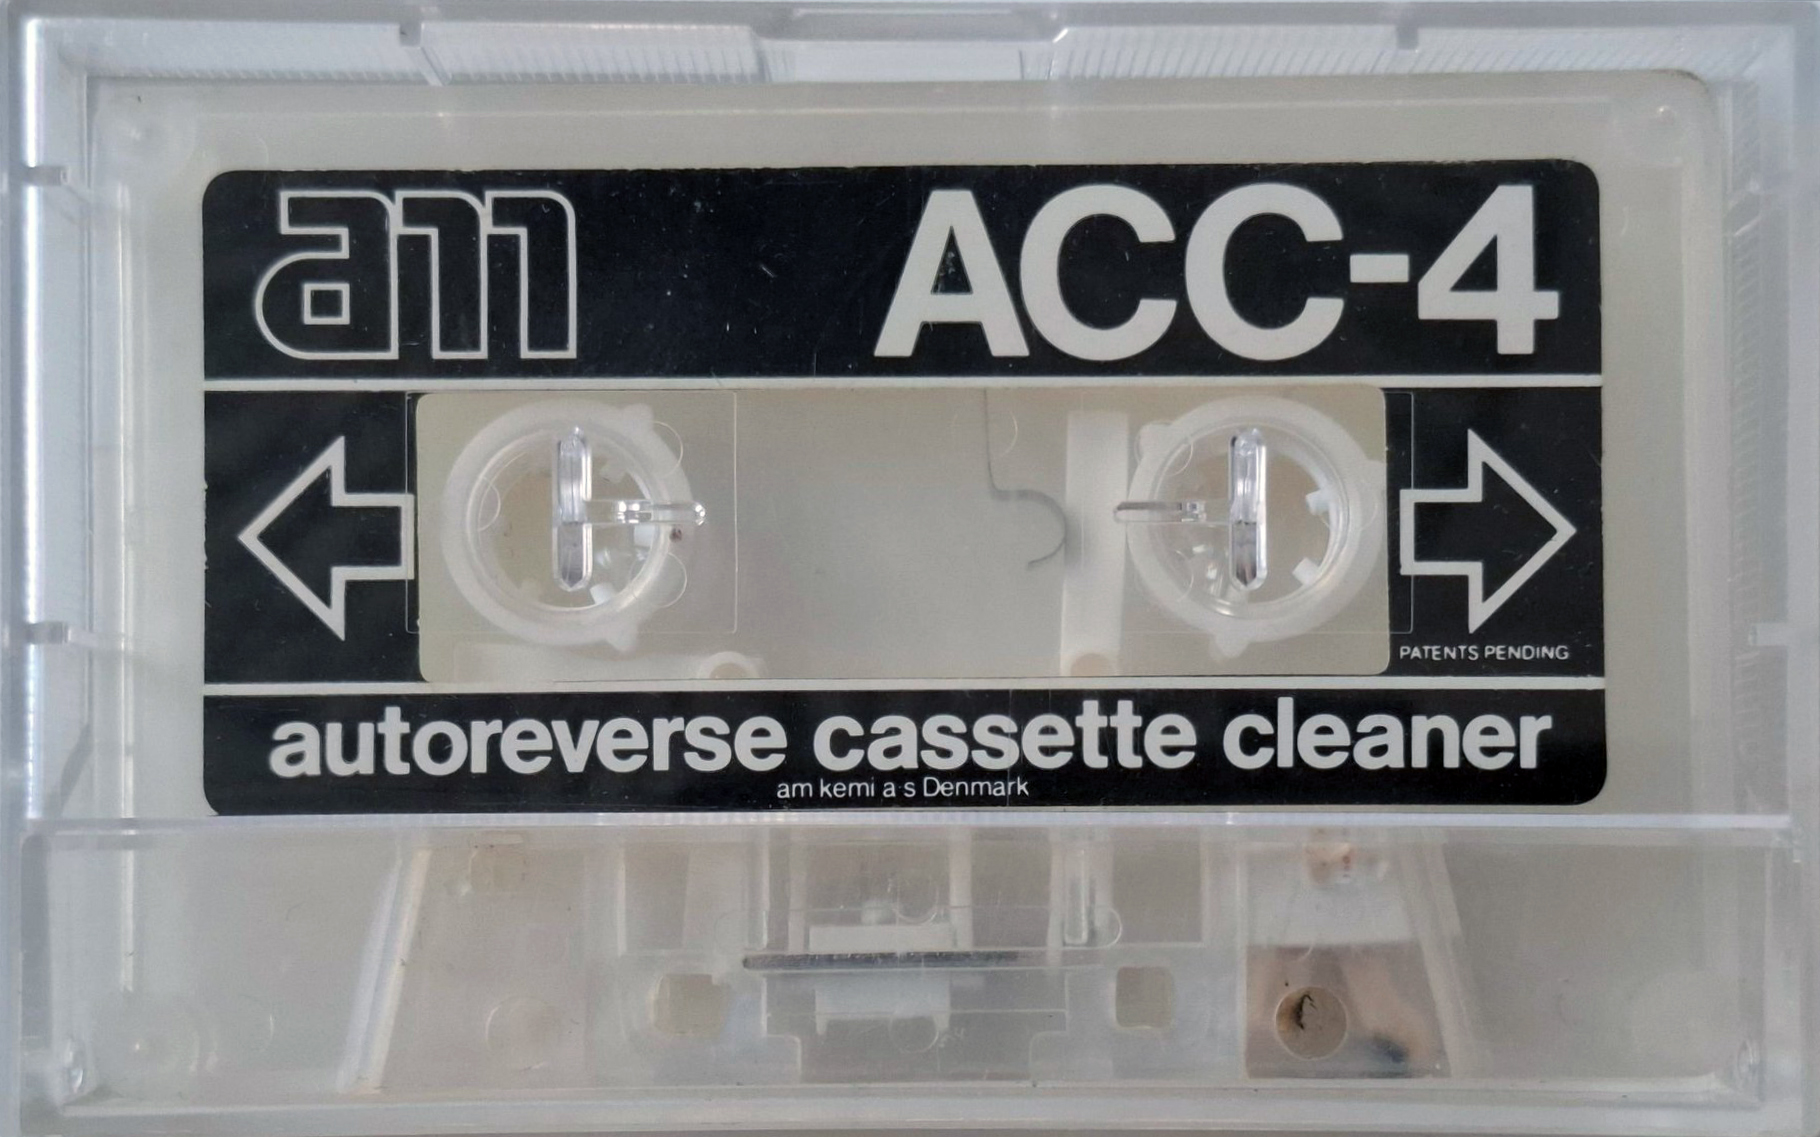 am ACC-4
PATENTS PENDING
autoreverse cassette cleaner
am kemi a·s Denmark